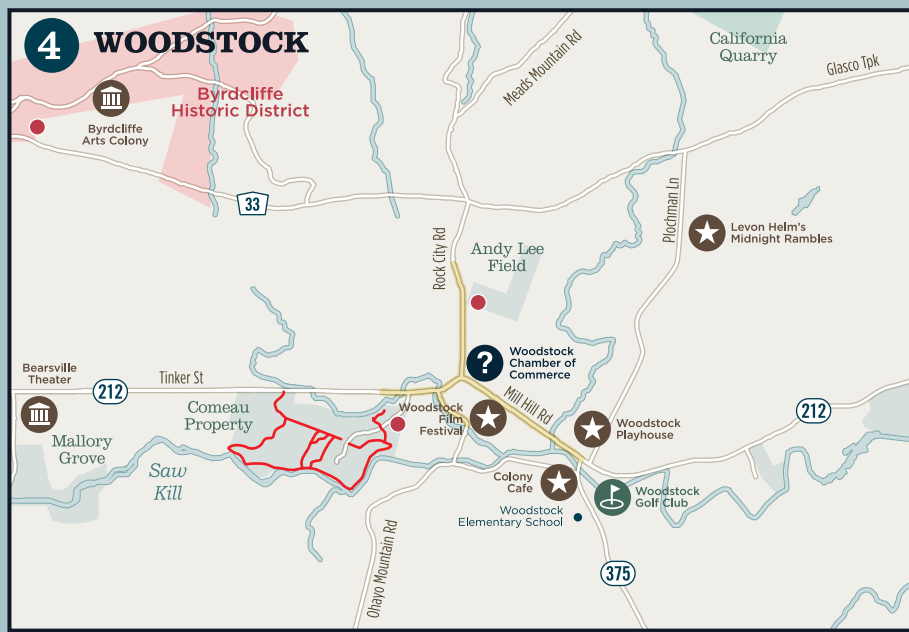 4 WOODSTOCK
California
Quarry
Meads Mountain Rd
Glasco Tpk
Byrdcliffe
Historic District
Byrdcliffe
Arts Colony
33
Plochman Ln
Levon Helm's
Midnight Rambles
Rock City Rd
Andy Lee
Field
?
Woodstock
Chamber of
Commerce
Bearsville
Theater
212
Tinker St
Comeau
Property
Mill Hill Rd
212
Woodstock
Film
Festival
Woodstock
Playhouse
Mallory
Grove
Saw
Kill
Colony
Cafe
Woodstock
Golf Club
Woodstock
Elementary School
Ohayo Mountain Rd
375